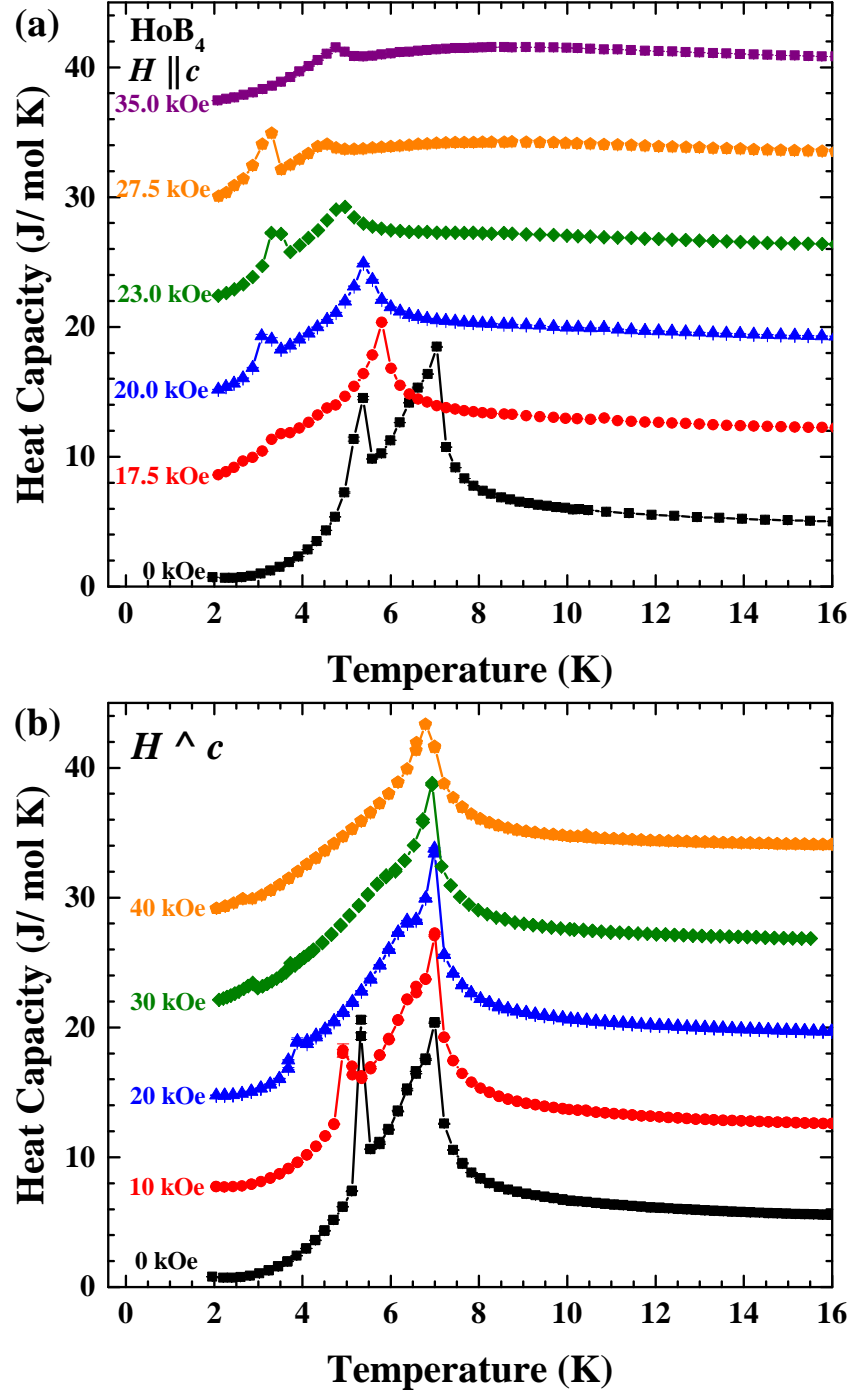 (a)
HoB4
H || c
Heat Capacity (J/ mol K)
40
30
20
10
0
35.0 kOe
27.5 kOe
23.0 kOe
20.0 kOe
17.5 kOe
0 kOe
0 2 4 6 8 10 12 14 16
Temperature (K)
(b)
H ^ c
Heat Capacity (J/ mol K)
40
30
20
10
0
40 kOe
30 kOe
20 kOe
10 kOe
0 kOe
0 2 4 6 8 10 12 14 16
Temperature (K)